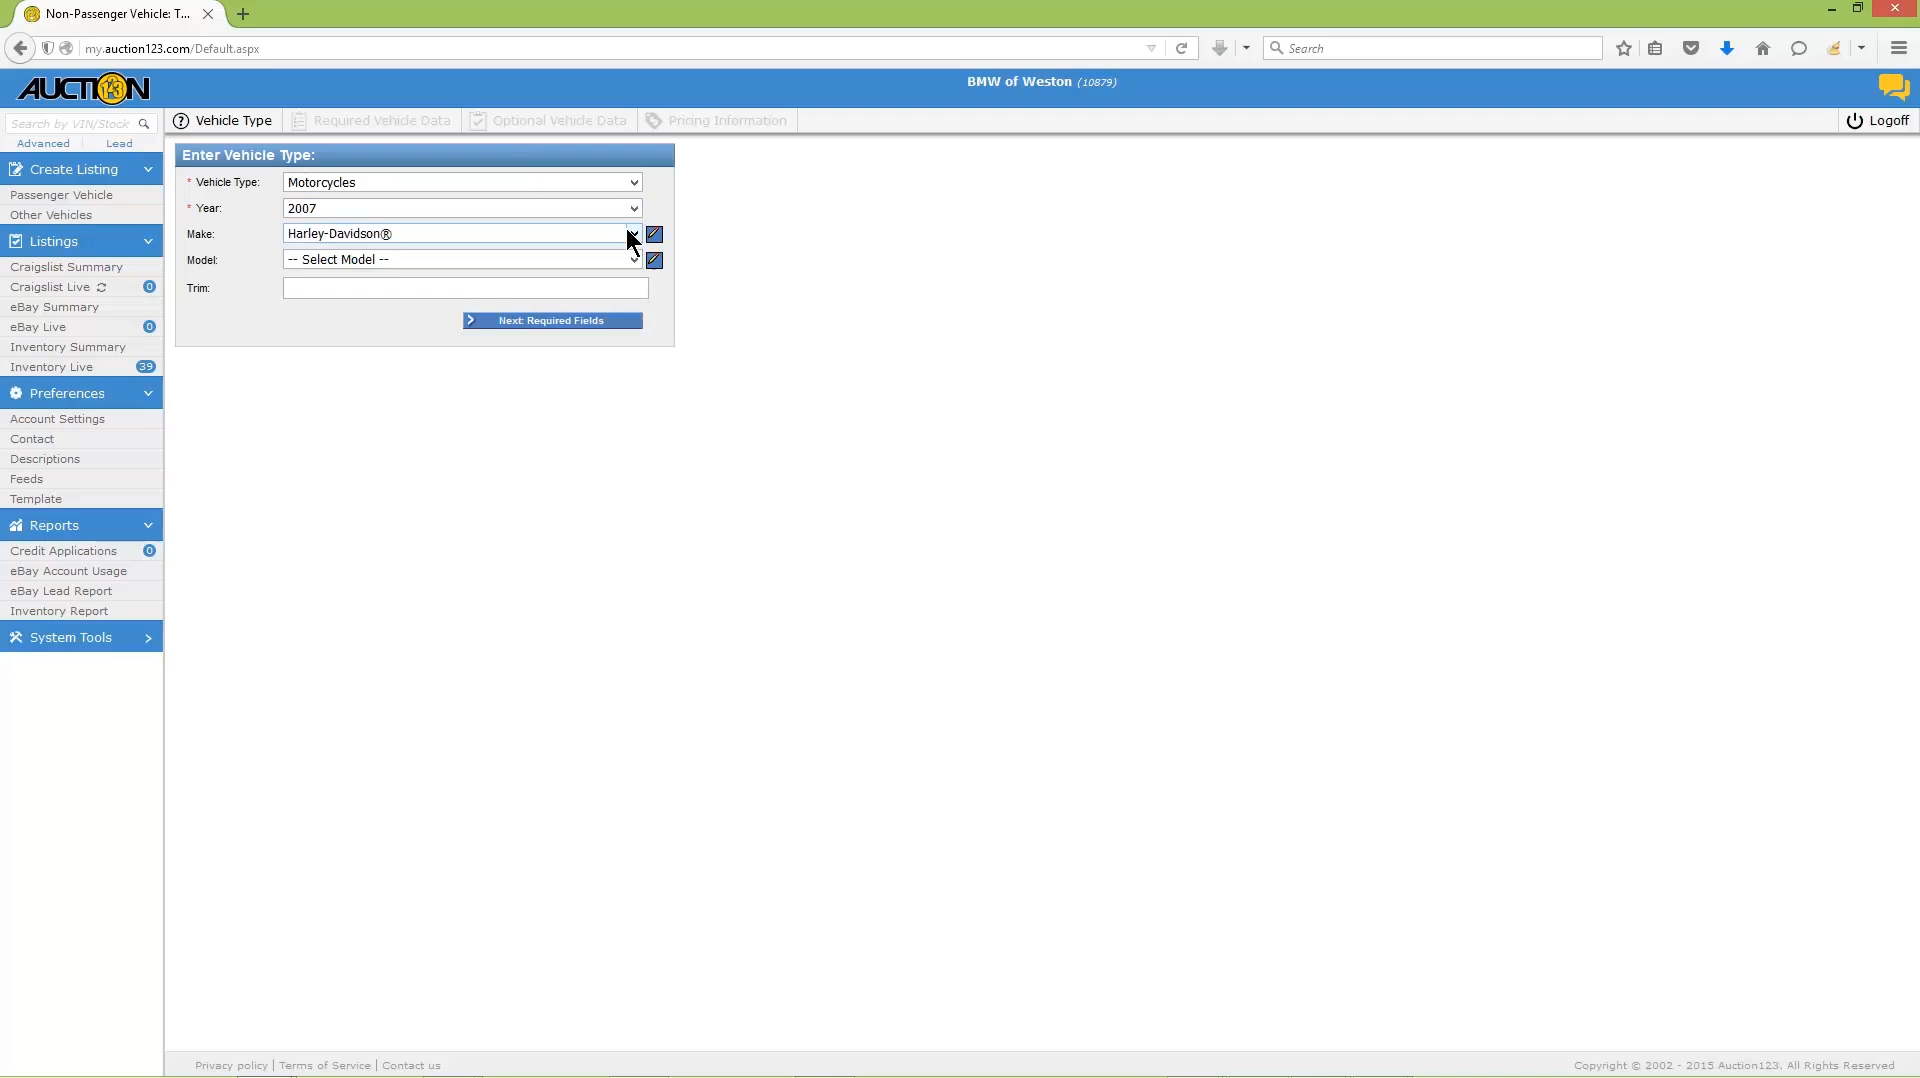 Non-Passenger Vehicle: T...
my.auction123.com/Default.aspx
Search
AUCTI123N
BMW of Weston (10879)
Search by VIN/Stock
Advanced Lead
Vehicle Type
Required Vehicle Data
Optional Vehicle Data
Pricing Information
Logoff
Create Listing
Passenger Vehicle
Other Vehicles
Listings
Craigslist Summary
Craigslist Live 0
eBay Summary
eBay Live 0
Inventory Summary
Inventory Live 39
Preferences
Account Settings
Contact
Descriptions
Feeds
Template
Reports
Credit Applications 0
eBay Account Usage
eBay Lead Report
Inventory Report
System Tools
Enter Vehicle Type:
* Vehicle Type: Motorcycles
* Year: 2007
Make: Harley-Davidson®
Model: -- Select Model --
Trim:
Next: Required Fields
Privacy policy | Terms of Service | Contact us
Copyright © 2002 - 2015 Auction123. All Rights Reserved